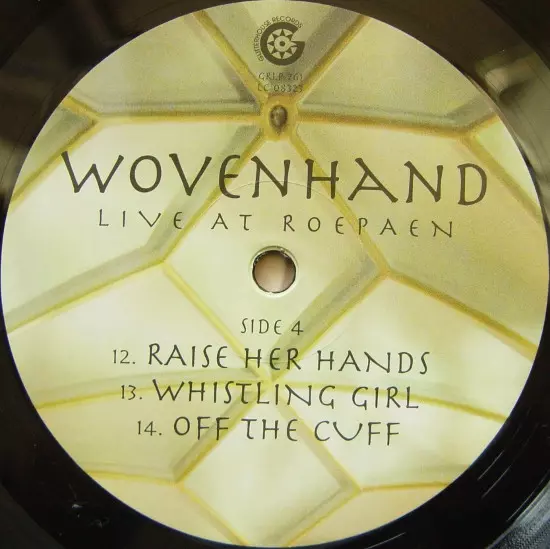 GLITTERHOUSE RECORDS
GRLP 761
LC 08327
WOVENHAND
LIVE AT ROEPAEN
SIDE 4
12. RAISE HER HANDS
13. WHISTLING GIRL
14. OFF THE CUFF